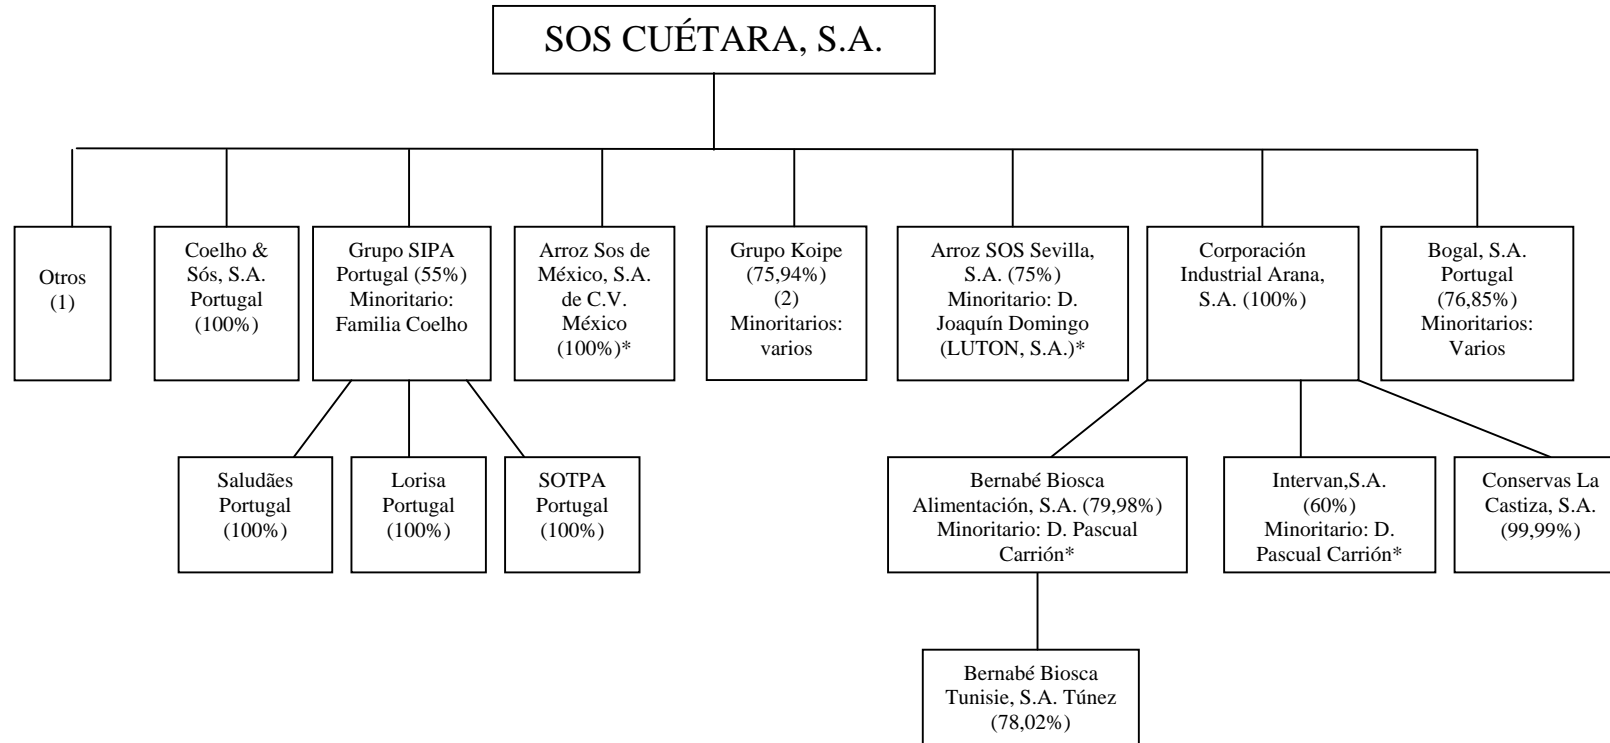 SOS CUÉTARA, S.A.
Otros
(1)
Coelho &
Sós, S.A.
Portugal
(100%)
Grupo SIPA
Portugal (55%)
Minoritario:
Familia Coelho
Arroz Sos de
México, S.A.
de C.V.
México
(100%)*
Grupo Koipe
(75,94%)
(2)
Minoritarios:
varios
Arroz SOS Sevilla,
S.A. (75%)
Minoritario: D.
Joaquín Domingo
(LUTON, S.A.)*
Corporación
Industrial Arana,
S.A. (100%)
Bogal, S.A.
Portugal
(76,85%)
Minoritarios:
Varios
Saludães
Portugal
(100%)
Lorisa
Portugal
(100%)
SOTPA
Portugal
(100%)
Bernabé Biosca
Alimentación, S.A. (79,98%)
Minoritario: D. Pascual
Carrión*
Intervan,S.A.
(60%)
Minoritario: D.
Pascual Carrión*
Conservas La
Castiza, S.A.
(99,99%)
Bernabé Biosca
Tunisie, S.A. Túnez
(78,02%)